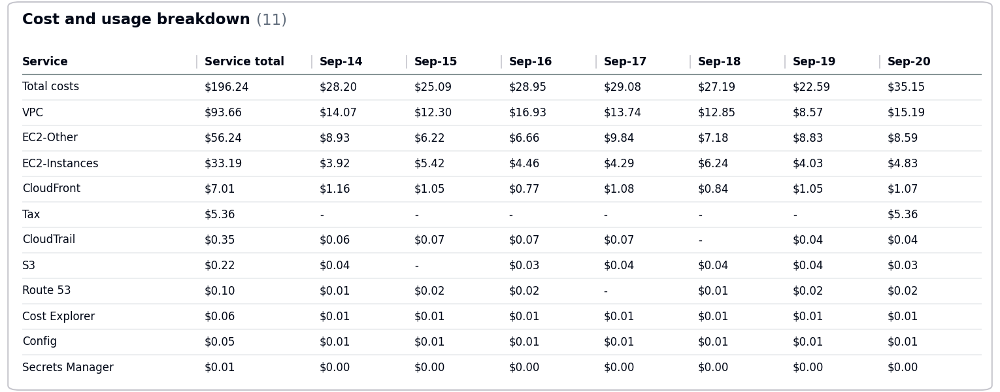 Cost and usage breakdown (11)
Service Service total Sep-14 Sep-15 Sep-16 Sep-17 Sep-18 Sep-19 Sep-20
Total costs $196.24 $28.20 $25.09 $28.95 $29.08 $27.19 $22.59 $35.15
VPC $93.66 $14.07 $12.30 $16.93 $13.74 $12.85 $8.57 $15.19
EC2-Other $56.24 $8.93 $6.22 $6.66 $9.84 $7.18 $8.83 $8.59
EC2-Instances $33.19 $3.92 $5.42 $4.46 $4.29 $6.24 $4.03 $4.83
CloudFront $7.01 $1.16 $1.05 $0.77 $1.08 $0.84 $1.05 $1.07
Tax $5.36 - - - - - - $5.36
CloudTrail $0.35 $0.06 $0.07 $0.07 $0.07 - $0.04 $0.04
S3 $0.22 $0.04 - $0.03 $0.04 $0.04 $0.04 $0.03
Route 53 $0.10 $0.01 $0.02 $0.02 - $0.01 $0.02 $0.02
Cost Explorer $0.06 $0.01 $0.01 $0.01 $0.01 $0.01 $0.01 $0.01
Config $0.05 $0.01 $0.01 $0.01 $0.01 $0.01 $0.01 $0.01
Secrets Manager $0.01 $0.00 $0.00 $0.00 $0.00 $0.00 $0.00 $0.00